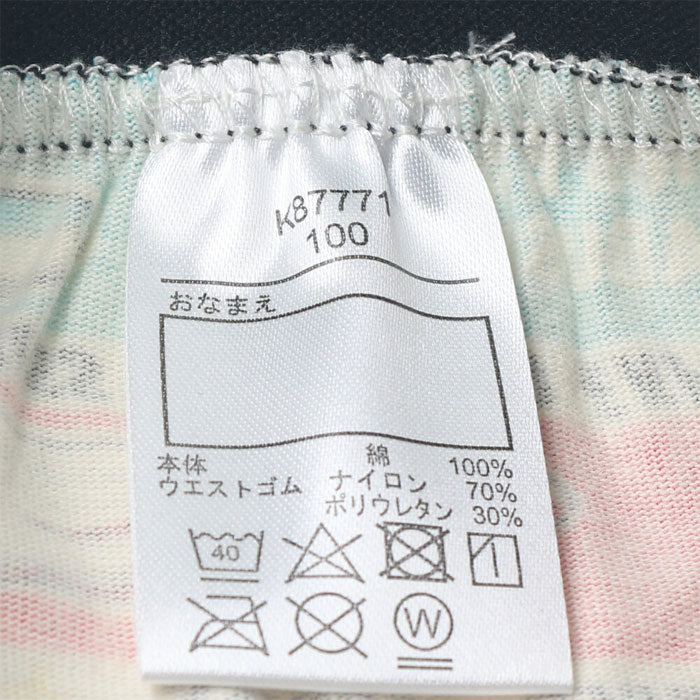 K87771
100
おなまえ
本体 綿 100%
ウエストゴム ナイロン 70%
ポリウレタン 30%
40
W